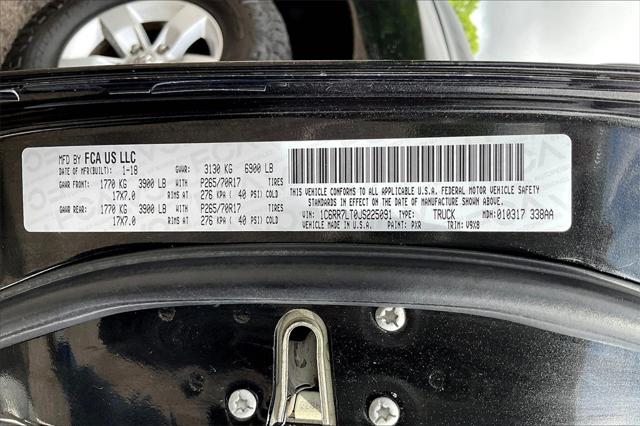 MFD BY FCA US LLC
DATE OF MFR(BUILT): 1-18 GVWR: 3130 KG 6900 LB
GAWR FRONT: 1770 KG 3900 LB WITH P265/70R17 TIRES
17X7.0 RIMS AT 276 KPA ( 40 PSI) COLD
GAWR REAR: 1770 KG 3900 LB WITH P265/70R17 TIRES
17X7.0 RIMS AT 276 KPA ( 40 PSI) COLD
THIS VEHICLE CONFORMS TO ALL APPLICABLE U.S.A. FEDERAL MOTOR VEHICLE SAFETY
STANDARDS IN EFFECT ON THE DATE OF MANUFACTURE SHOWN ABOVE.
VIN: 1C6RR7LT0JS225091 TYPE: TRUCK MDH: 010317 338AA
VEHICLE MADE IN U.S.A. PAINT: PXR TRIM: V9X8